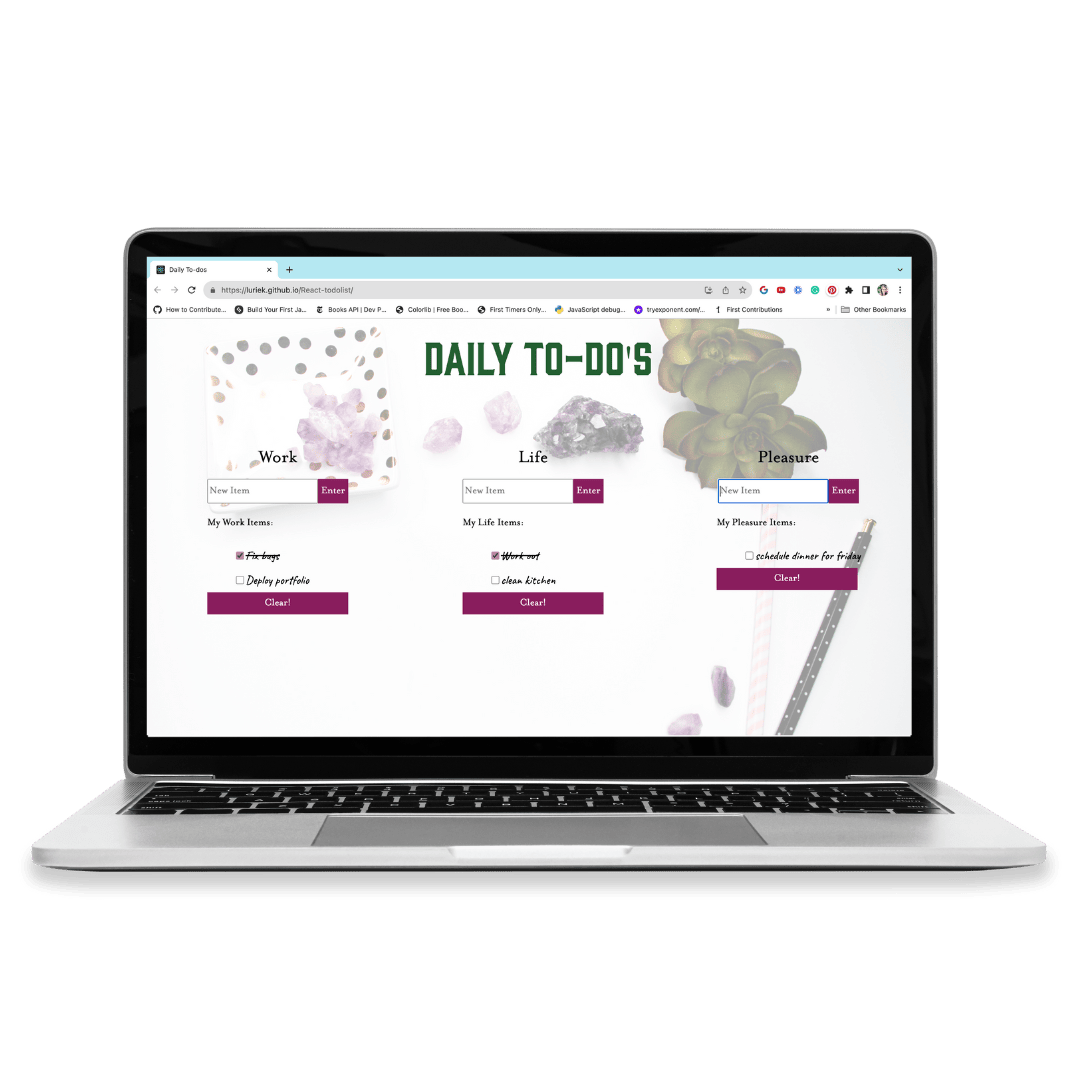 Daily To-dos
https://luriek.github.io/React-todolist/
How to Contribute... Build Your First Ja... Books API | Dev P... Colorlib | Free Boo... First Timers Only... JavaScript debug... tryexponent.com/... First Contributions » Other Bookmarks
DAILY TO-DO'S
Work Life Pleasure
New Item Enter New Item Enter New Item Enter
My Work Items: My Life Items: My Pleasure Items:
Fix bugs Work out schedule dinner for friday
Deploy portfolio clean kitchen Clear!
Clear! Clear!